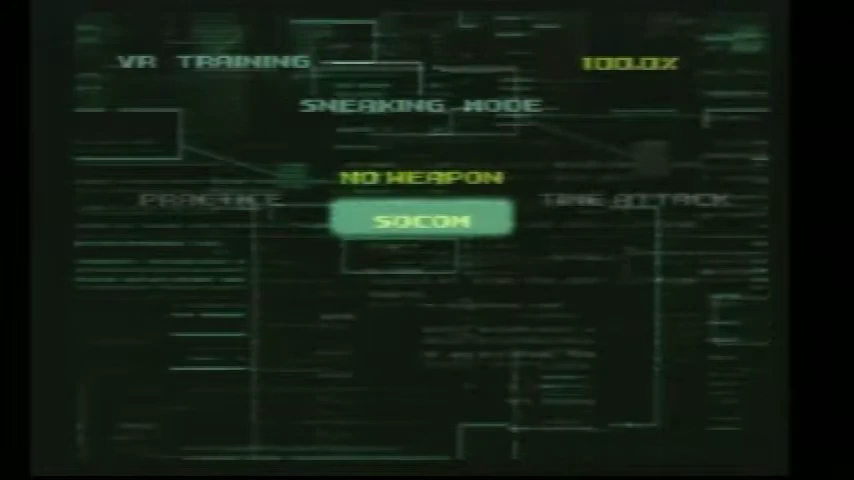 VR TRAINING
100.0%
SNEAKING MODE
NO WEAPON
PRACTICE
TIME ATTACK
SOCOM